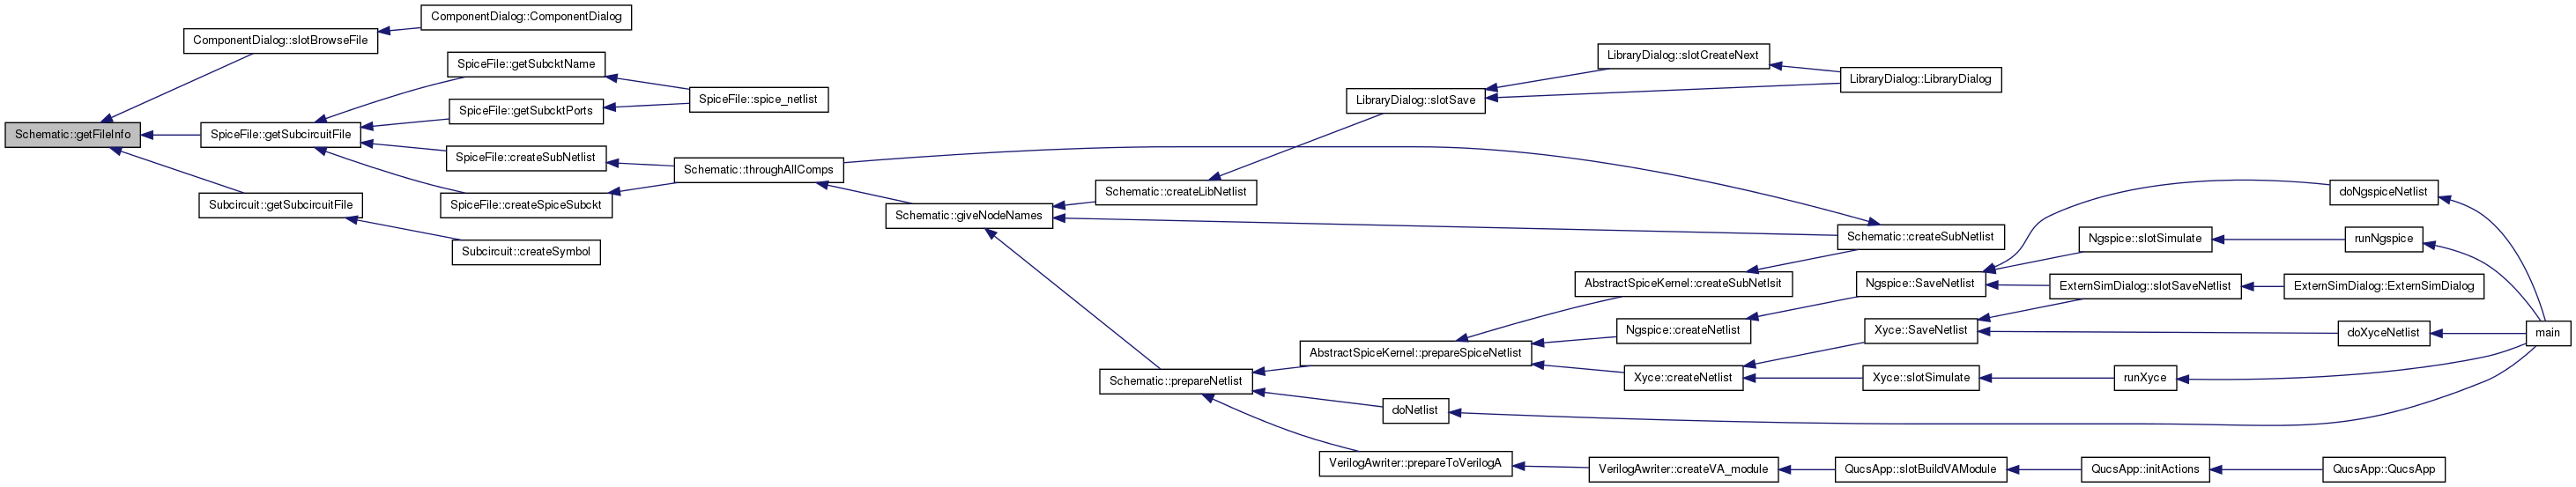 Schematic::getFileInfo
ComponentDialog::slotBrowseFile
ComponentDialog::ComponentDialog
SpiceFile::getSubcircuitFile
SpiceFile::getSubcktName
SpiceFile::spice_netlist
SpiceFile::getSubcktPorts
SpiceFile::createSubNetlist
SpiceFile::createSpiceSubckt
Subcircuit::getSubcircuitFile
Subcircuit::createSymbol
Schematic::throughAllComps
Schematic::giveNodeNames
Schematic::createLibNetlist
LibraryDialog::slotSave
LibraryDialog::slotCreateNext
LibraryDialog::LibraryDialog
Schematic::createSubNetlist
Schematic::prepareNetlist
AbstractSpiceKernel::prepareSpiceNetlist
AbstractSpiceKernel::createSubNetlsit
Ngspice::createNetlist
Ngspice::SaveNetlist
Ngspice::slotSimulate
runNgspice
doNgspiceNetlist
ExternSimDialog::slotSaveNetlist
ExternSimDialog::ExternSimDialog
Xyce::createNetlist
Xyce::SaveNetlist
doXyceNetlist
Xyce::slotSimulate
runXyce
main
doNetlist
VerilogAwriter::prepareToVerilogA
VerilogAwriter::createVA_module
QucsApp::slotBuildVAModule
QucsApp::initActions
QucsApp::QucsApp